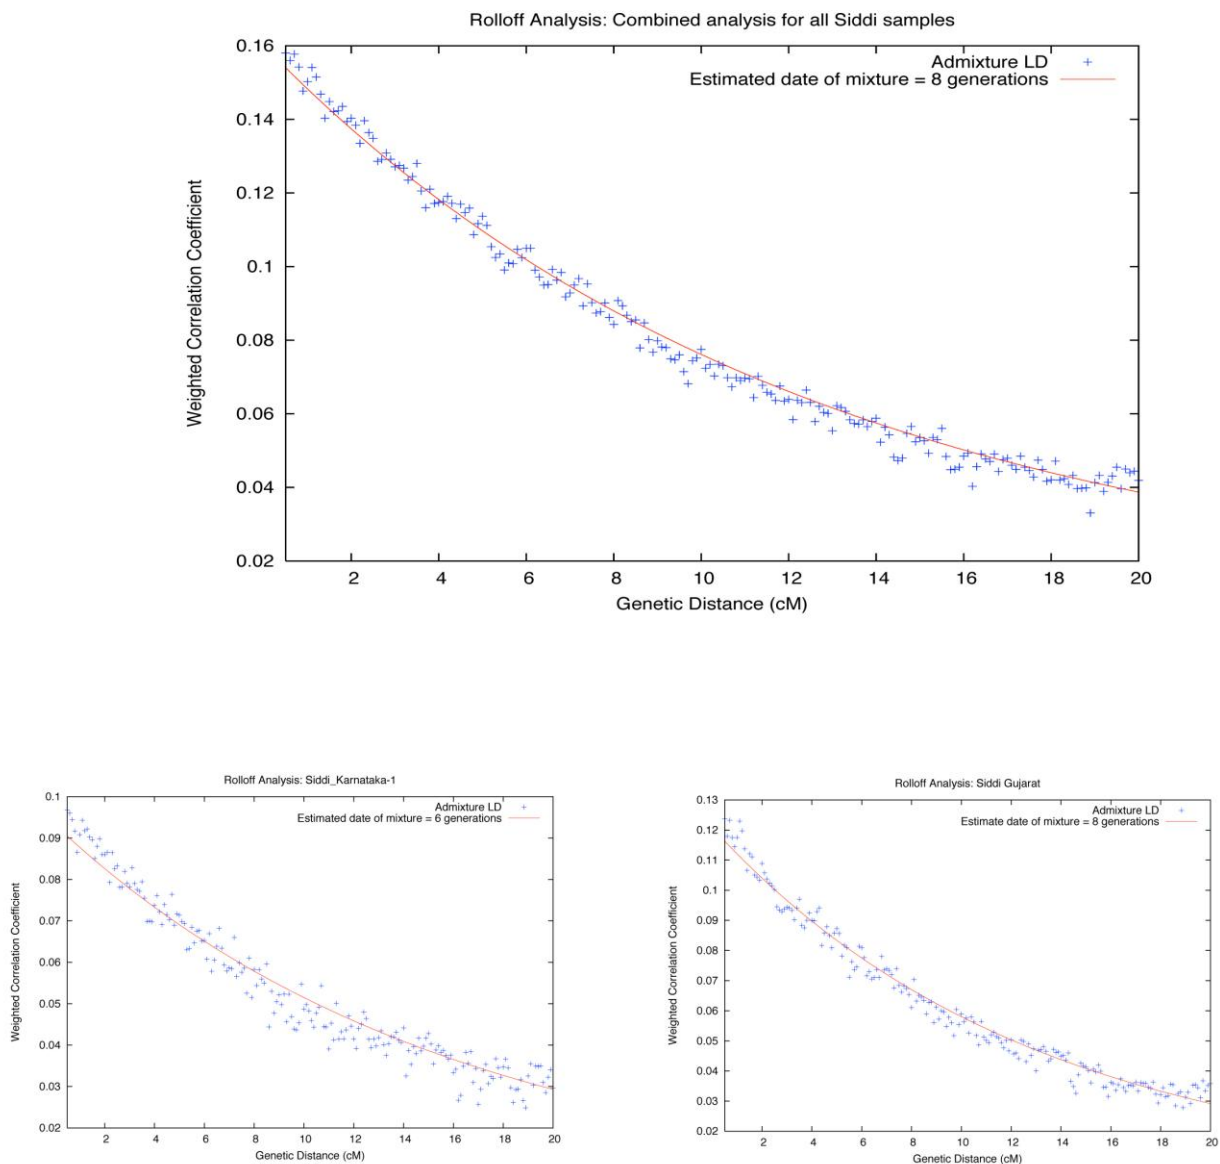 Rolloff Analysis: Combined analysis for all Siddi samples
0.16
0.14
0.12
0.1
0.08
0.06
0.04
0.02
Weighted Correlation Coefficient
Admixture LD
Estimated date of mixture = 8 generations
2 4 6 8 10 12 14 16 18 20
Genetic Distance (cM)
Rolloff Analysis: Siddi_Karnataka-1
0.1
0.09
0.08
0.07
0.06
0.05
0.04
0.03
0.02
Weighted Correlation Coefficient
Admixture LD
Estimated date of mixture = 6 generations
2 4 6 8 10 12 14 16 18 20
Genetic Distance (cM)
Rolloff Analysis: Siddi Gujarat
0.13
0.12
0.11
0.1
0.09
0.08
0.07
0.06
0.05
0.04
0.03
0.02
Weighted Correlation Coefficient
Admixture LD
Estimate date of mixture = 8 generations
2 4 6 8 10 12 14 16 18 20
Genetic Distance (cM)